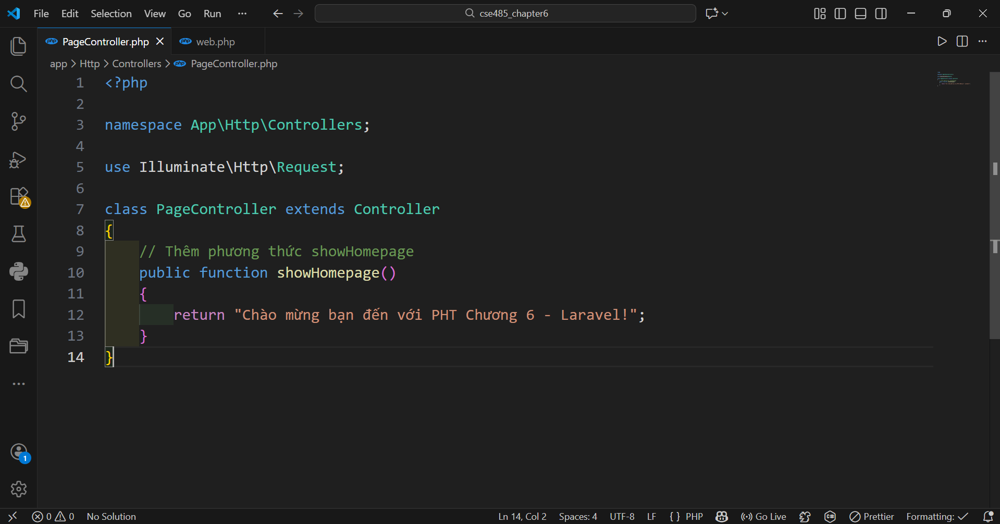 File Edit Selection View Go Run ··· cse485_chapter6
PageController.php web.php
app > Http > Controllers > PageController.php
1 <?php
2
3 namespace App\Http\Controllers;
4
5 use Illuminate\Http\Request;
6
7 class PageController extends Controller
8 {
9 // Thêm phương thức showHomepage
10 public function showHomepage()
11 {
12 return "Chào mừng bạn đến với PHT Chương 6 - Laravel!";
13 }
14 }
1
0 0 No Solution Ln 14, Col 2 Spaces: 4 UTF-8 LF { } PHP Go Live Prettier Formatting: ✓